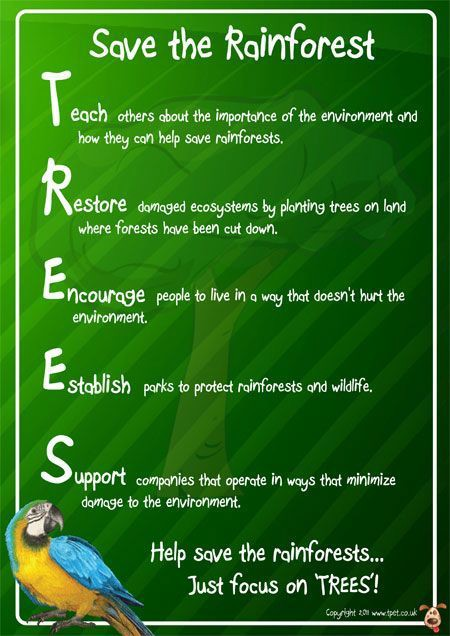 Save the Rainforest
Teach others about the importance of the environment and
how they can help save rainforests.
Restore damaged ecosystems by planting trees on land
where forests have been cut down.
Encourage people to live in a way that doesn't hurt the
environment.
Establish parks to protect rainforests and wildlife.
Support companies that operate in ways that minimize
damage to the environment.
Help save the rainforests...
Just focus on 'TREES'!
Copyright 2011 www.tpet.co.uk